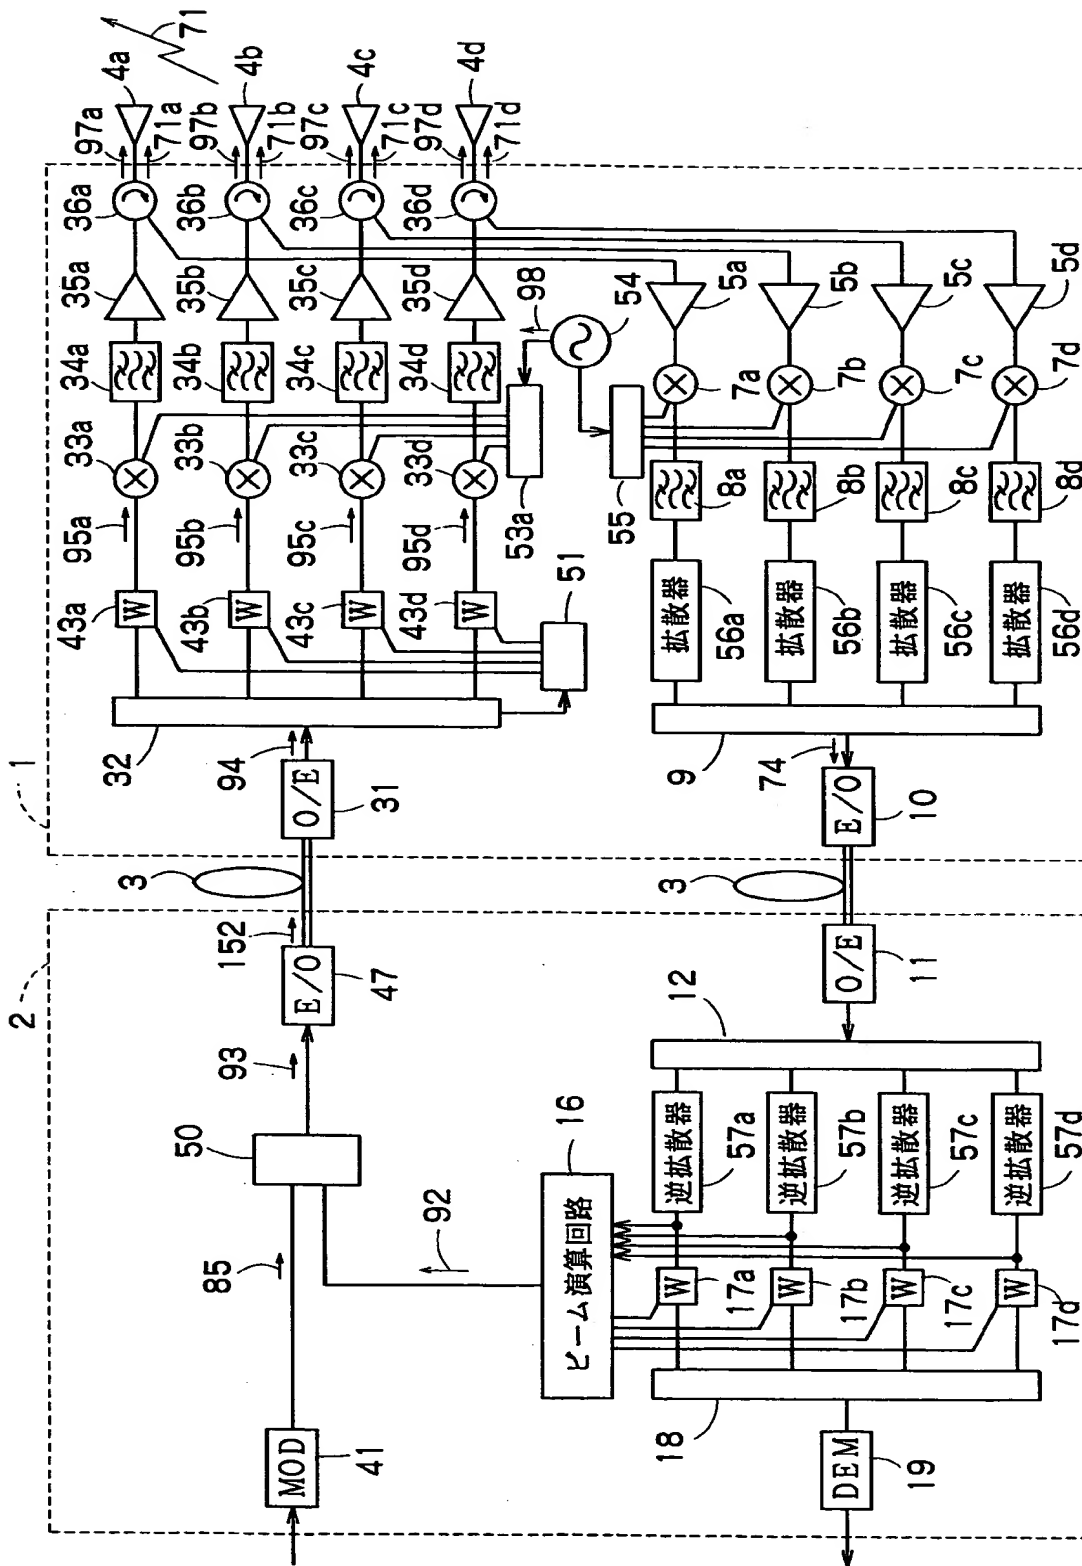 2
1
43a
95a
33a
34a
35a
36a
97a
4a
W
71a
71
3
32
43b
95b
33b
34b
35b
36b
97b
4b
W
71b
50
93
152
94
85
MOD
E/O
O/E
41
47
31
43c
95c
33c
34c
35c
36c
97c
4c
W
71c
92
43d
95d
33d
34d
35d
36d
97d
4d
W
71d
51
53a
98
54
ビーム演算回路
16
55
57a
逆拡散器
12
3
9
拡散器
56a
8a
7a
5a
W
17a
74
逆拡散器
57b
拡散器
56b
8b
7b
5b
W
17b
DEM
O/E
E/O
18
19
11
10
逆拡散器
57c
拡散器
56c
8c
7c
5c
W
17c
逆拡散器
57d
拡散器
56d
8d
7d
5d
W
17d